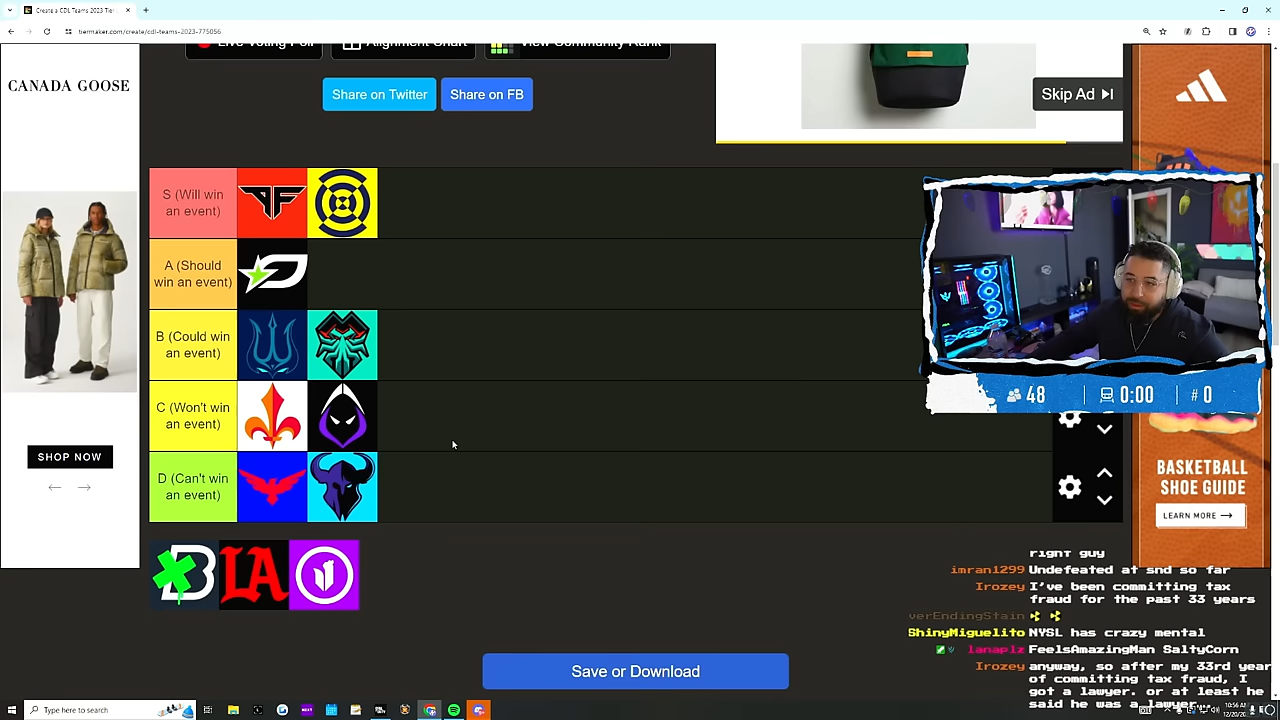 Create a CDL Teams 2023 Tier
tiermaker.com/create/cdl-teams-2023-775056
Live Voting Poll
Alignment Chart
View Community Rank
Share on Twitter
Share on FB
Skip Ad
CANADA GOOSE
SHOP NOW
S (Will win
an event)
A (Should
win an event)
B (Could win
an event)
C (Won't win
an event)
D (Can't win
an event)
LA
Save or Download
48
0:00
# 0
BASKETBALL
SHOE GUIDE
LEARN MORE
right guy
imran1299 Undefeated at snd so far
Irozey I've been committing tax
fraud for the past 33 years
verEndingStain
ShinyMiguelito NYSL has crazy mental
lanaplz FeelsAmazingMan SaltyCorn
Irozey anyway, so after my 33rd year
of committing tax fraud, I
got a lawyer. or at least he
said he was a lawyer
Type here to search
10:56 AM